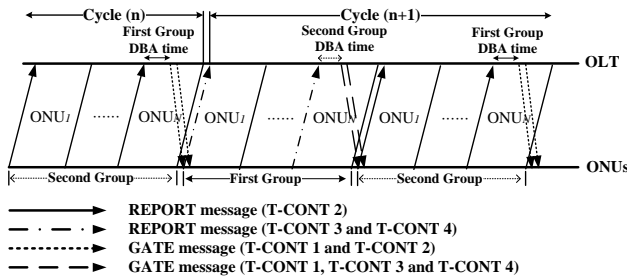 Cycle (n)
Cycle (n+1)
First Group
DBA time
Second Group
DBA time
First Group
DBA time
OLT
ONU1
......
ONUN
ONU1
......
ONUN
ONU1
......
ONUN
ONUs
Second Group
First Group
Second Group
REPORT message (T-CONT 2)
REPORT message (T-CONT 3 and T-CONT 4)
GATE message (T-CONT 1 and T-CONT 2)
GATE message (T-CONT 1, T-CONT 3 and T-CONT 4)